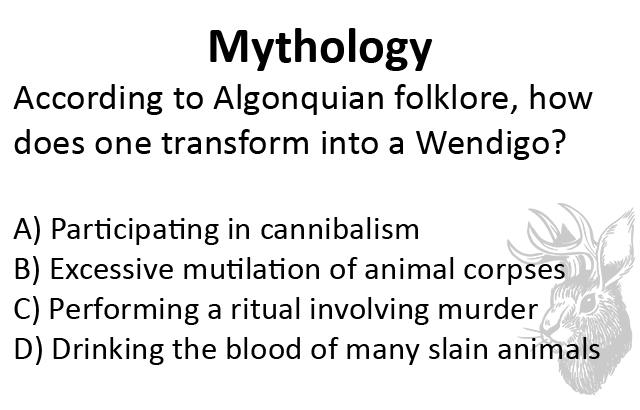 Mythology
According to Algonquian folklore, how
does one transform into a Wendigo?
A) Participating in cannibalism
B) Excessive mutilation of animal corpses
C) Performing a ritual involving murder
D) Drinking the blood of many slain animals